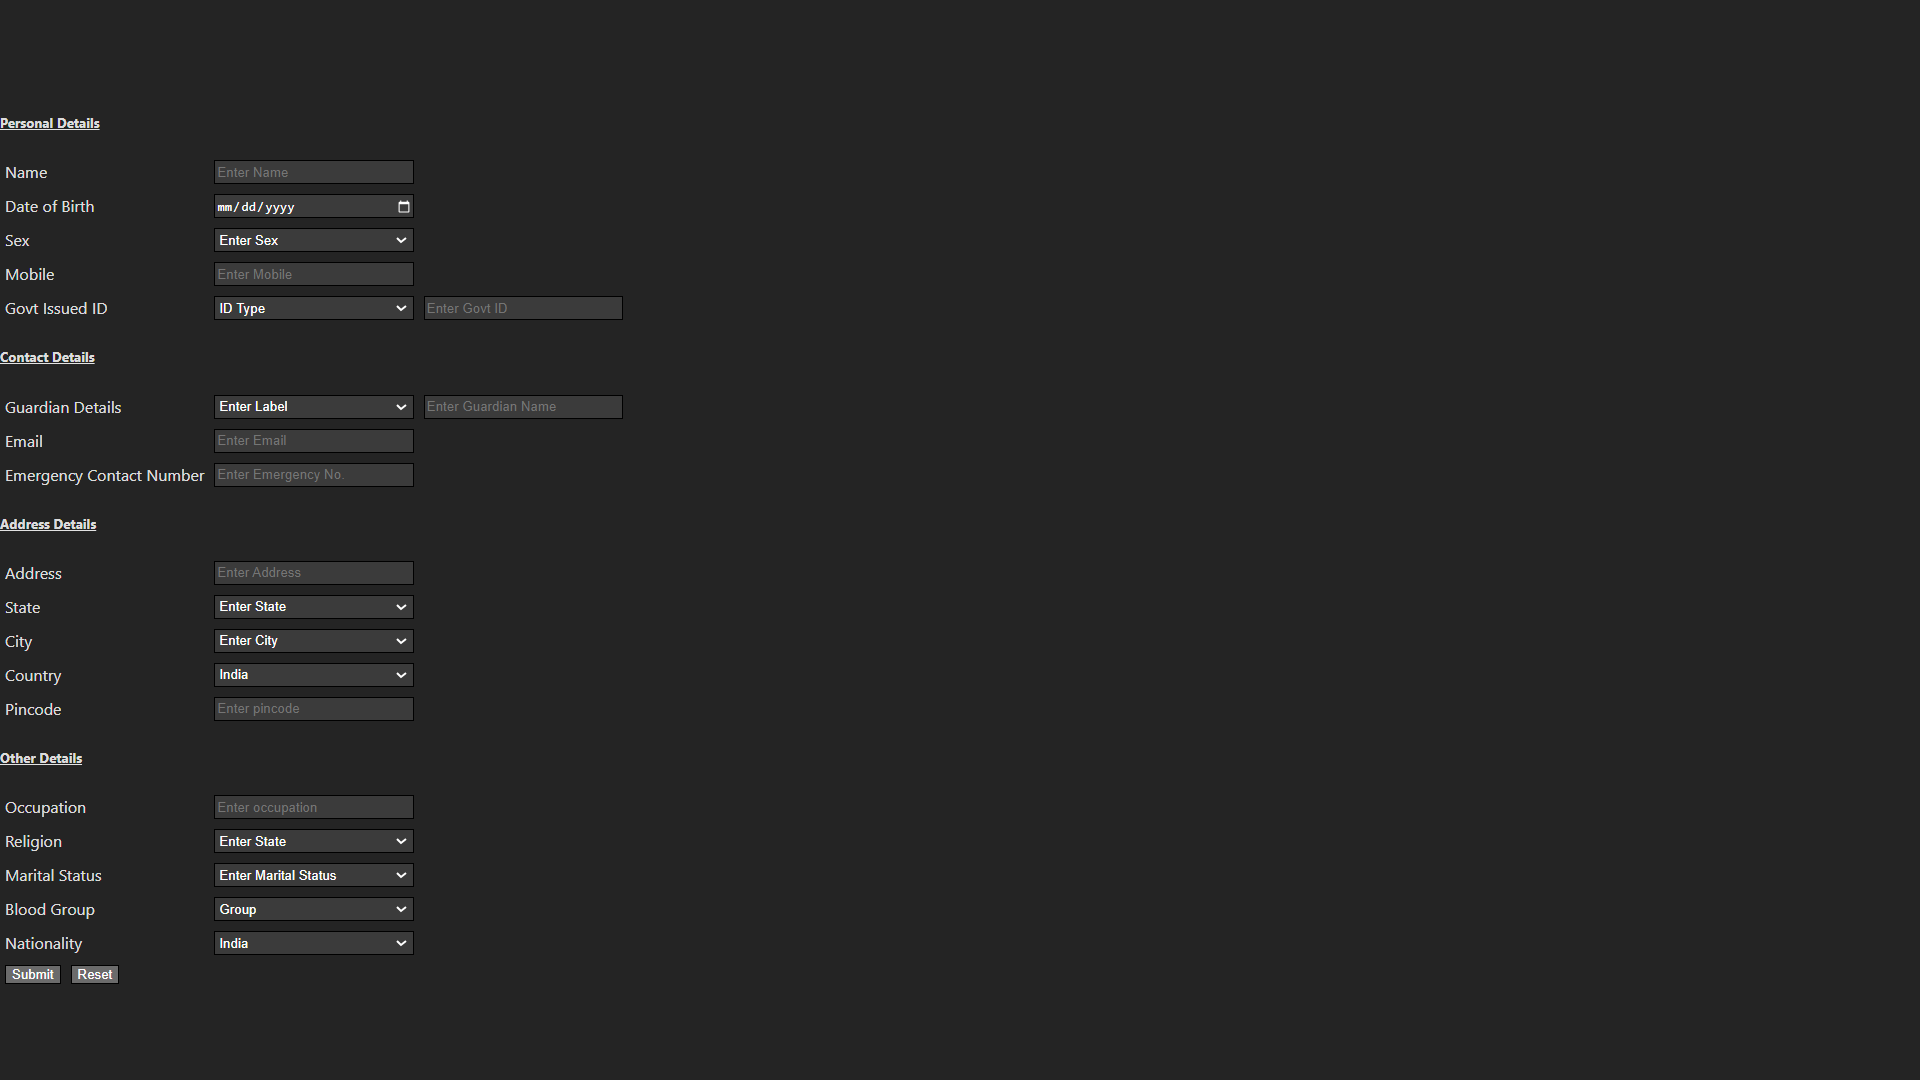 Personal Details
Name Enter Name
Date of Birth mm/dd/yyyy
Sex Enter Sex
Mobile Enter Mobile
Govt Issued ID ID Type Enter Govt ID
Contact Details
Guardian Details Enter Label Enter Guardian Name
Email Enter Email
Emergency Contact Number Enter Emergency No.
Address Details
Address Enter Address
State Enter State
City Enter City
Country India
Pincode Enter pincode
Other Details
Occupation Enter occupation
Religion Enter State
Marital Status Enter Marital Status
Blood Group Group
Nationality India
Submit Reset